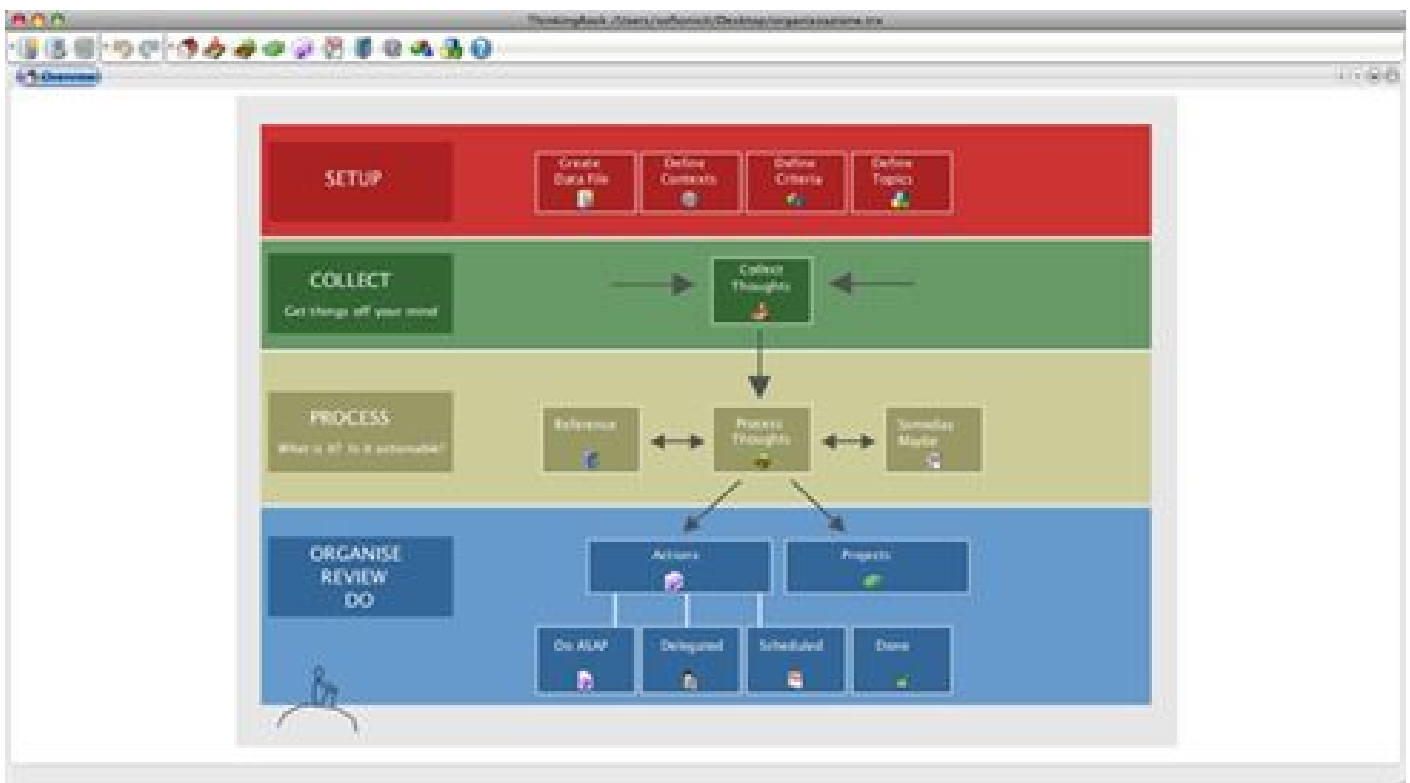 Overview
SETUP
Create
Data File
Define
Contexts
Define
Criteria
Define
Topics
COLLECT
Get things off your mind
Collect
Thoughts
PROCESS
What is it? Is it actionable?
Reference
Process
Thoughts
Someday
Maybe
ORGANISE
REVIEW
DO
Actions
Projects
Do ASAP
Delegated
Scheduled
Done